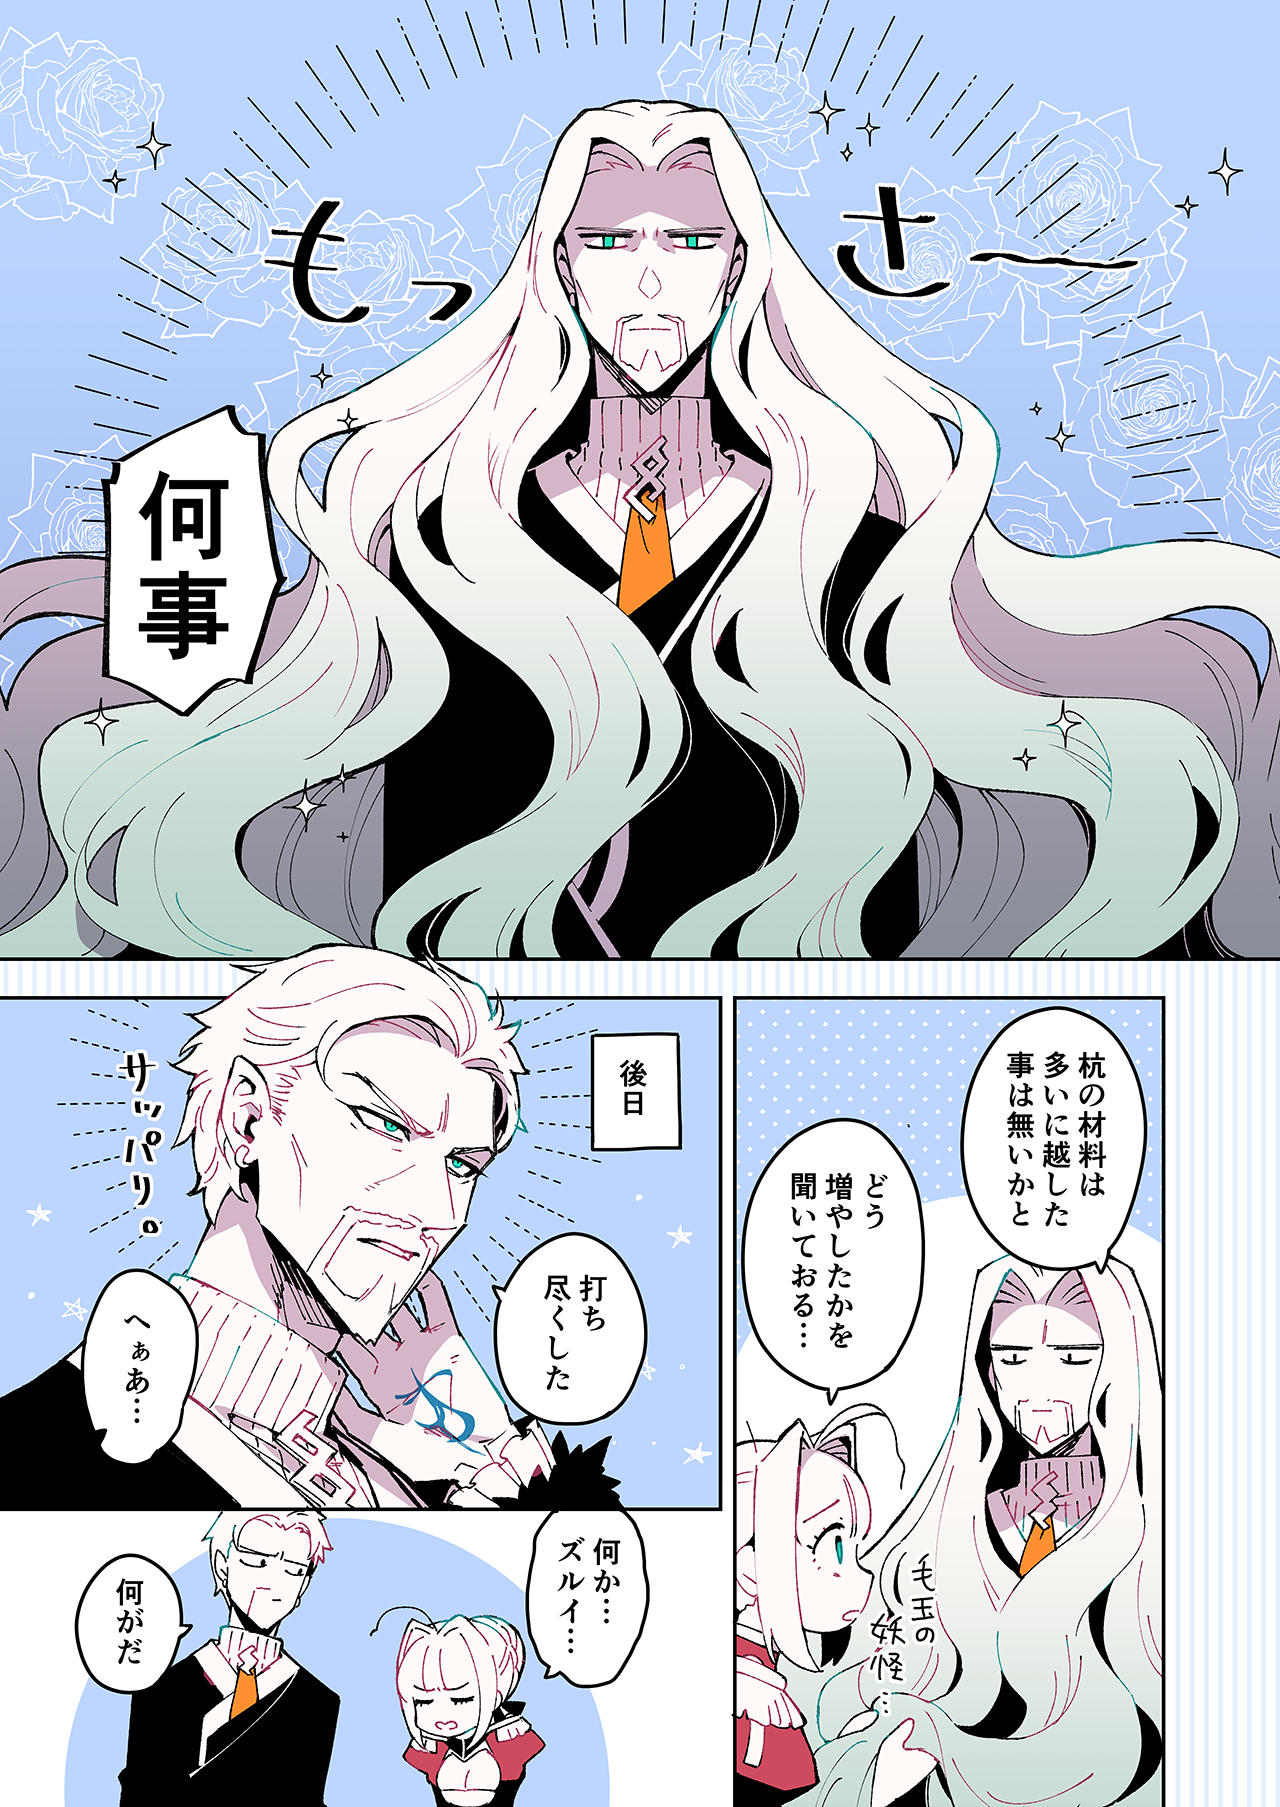 もっさ〜
何事
杭の材料は
多いに越した
事は無いかと
どう
増やしたかを
聞いておる…
毛玉の
妖怪…
後日
サッパリ。
打ち
尽くした
へぁあ…
何か…
ズルイ…
何がだ